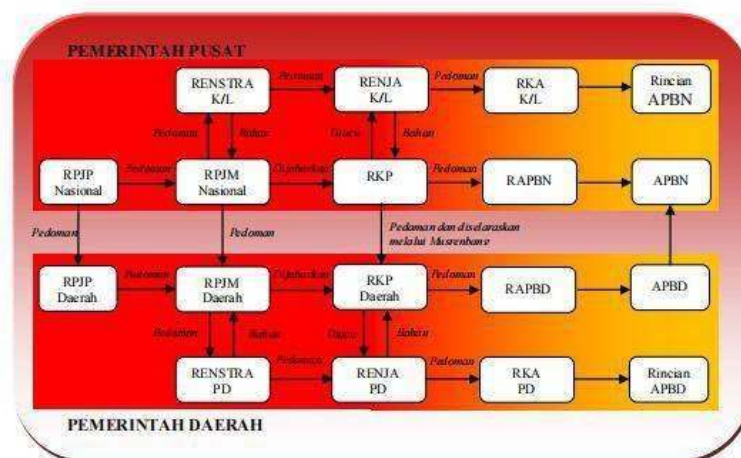 PEMERINTAH PUSAT
RENSTRA
K/L
Pedoman
RENJA
K/L
Pedoman
RKA
K/L
Rincian
APBN
Pedoman
Bahan
Diacu
Bahan
RPJP
Nasional
Pedoman
RPJM
Nasional
Dijabarkan
RKP
Pedoman
RAPBN
APBN
Pedoman
Pedoman
Pedoman dan diselaraskan
melalui Musrenbang
RPJP
Daerah
Pedoman
RPJM
Daerah
Dijabarkan
RKP
Daerah
Pedoman
RAPBD
APBD
Pedoman
Bahan
Diacu
Bahan
RENSTRA
PD
Pedoman
RENJA
PD
Pedoman
RKA
PD
Rincian
APBD
PEMERINTAH DAERAH